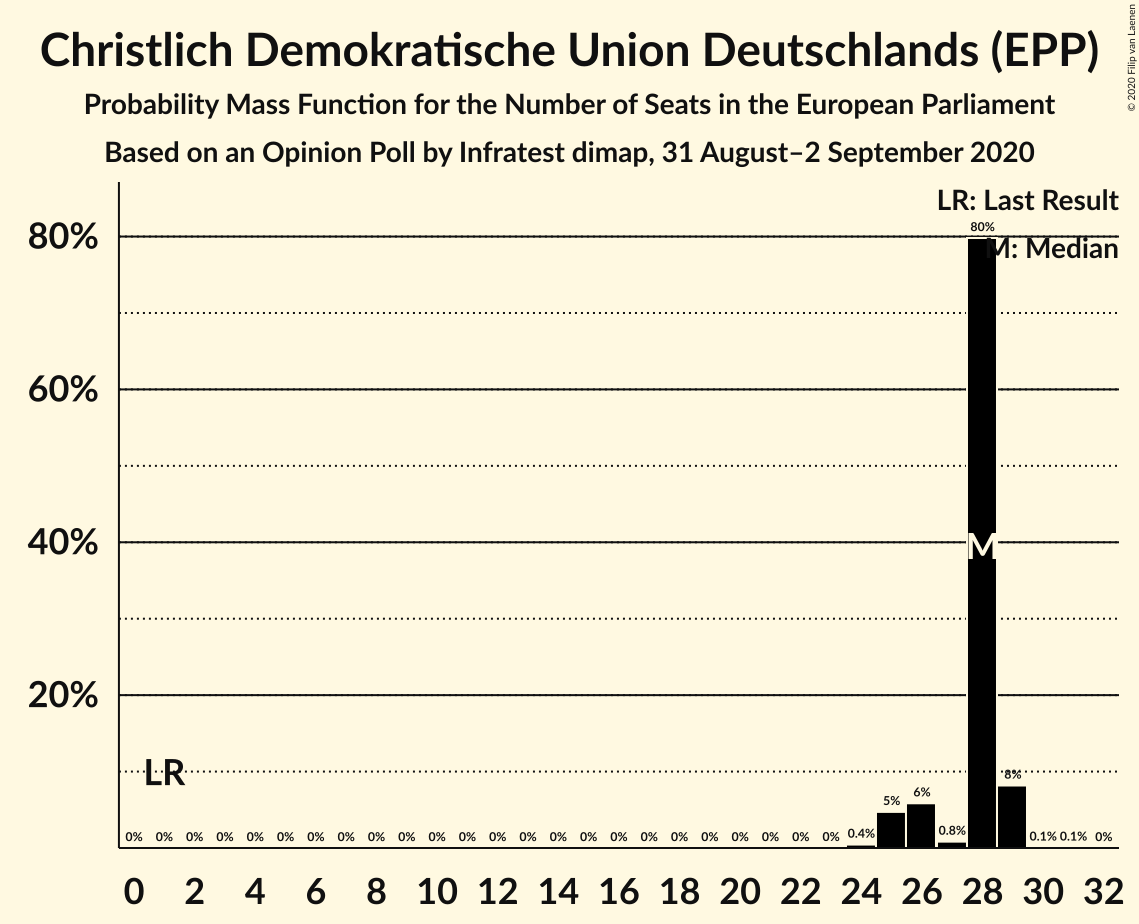 Christlich Demokratische Union Deutschlands (EPP)
Probability Mass Function for the Number of Seats in the European Parliament
Based on an Opinion Poll by Infratest dimap, 31 August–2 September 2020
© 2020 Filip van Laenen
LR: Last Result
M: Median
80%
60%
40%
20%
80%
M
LR
0% 0% 0% 0% 0% 0% 0% 0% 0% 0% 0% 0% 0% 0% 0% 0% 0% 0% 0% 0% 0% 0% 0% 0% 0.4% 5% 6% 0.8% 8% 0.1% 0.1% 0%
0 2 4 6 8 10 12 14 16 18 20 22 24 26 28 30 32